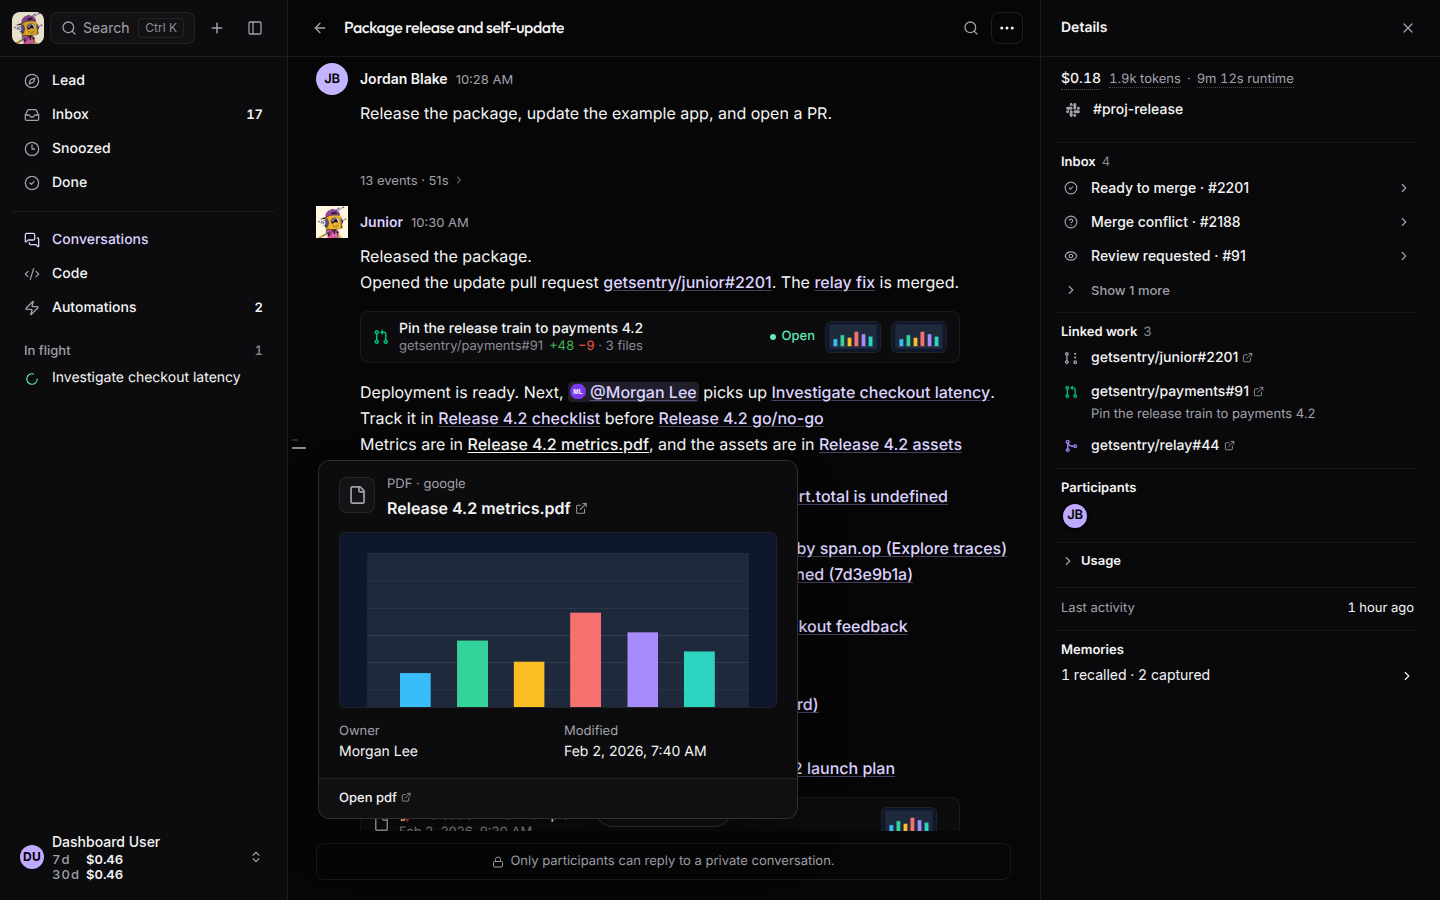 Search Ctrl K
Lead
Inbox 17
Snoozed
Done
Conversations
Code
Automations 2
In flight 1
Investigate checkout latency
DU
Dashboard User
7d $0.46
30d $0.46
Package release and self-update
JB
Jordan Blake 10:28 AM
Release the package, update the example app, and open a PR.
13 events · 51s
Junior 10:30 AM
Released the package.
Opened the update pull request getsentry/junior#2201. The relay fix is merged.
Pin the release train to payments 4.2
getsentry/payments#91 +48 −9 · 3 files
Open
Deployment is ready. Next, ML @Morgan Lee picks up Investigate checkout latency.
Track it in Release 4.2 checklist before Release 4.2 go/no-go
Metrics are in Release 4.2 metrics.pdf, and the assets are in Release 4.2 assets
PDF · google
Release 4.2 metrics.pdf
Owner
Morgan Lee
Modified
Feb 2, 2026, 7:40 AM
Open pdf
rt.total is undefined
by span.op (Explore traces)
ned (7d3e9b1a)
kout feedback
rd)
2 launch plan
Feb 2, 2026, 9:30 AM
Only participants can reply to a private conversation.
Details
$0.18 1.9k tokens · 9m 12s runtime
#proj-release
Inbox 4
Ready to merge · #2201
Merge conflict · #2188
Review requested · #91
Show 1 more
Linked work 3
getsentry/junior#2201
getsentry/payments#91
Pin the release train to payments 4.2
getsentry/relay#44
Participants
JB
Usage
Last activity 1 hour ago
Memories
1 recalled · 2 captured